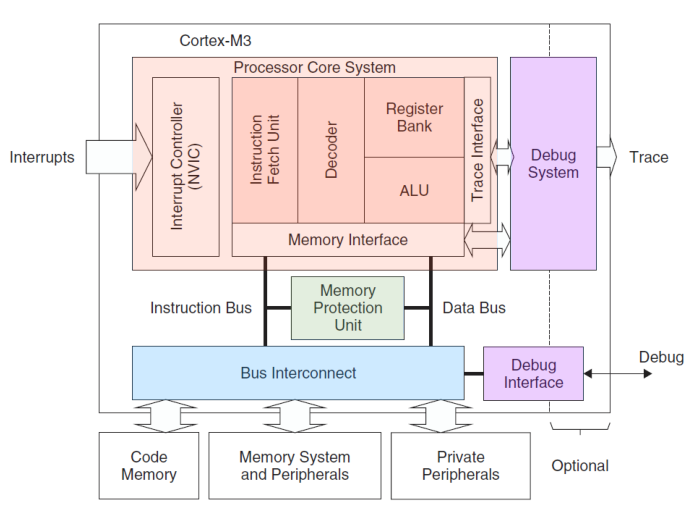 Cortex-M3
Processor Core System
Interrupts
Interrupt Controller
(NVIC)
Instruction
Fetch Unit
Decoder
Register
Bank
ALU
Trace Interface
Debug
System
Trace
Memory Interface
Instruction Bus
Memory
Protection
Unit
Data Bus
Bus Interconnect
Debug
Interface
Debug
Code
Memory
Memory System
and Peripherals
Private
Peripherals
Optional